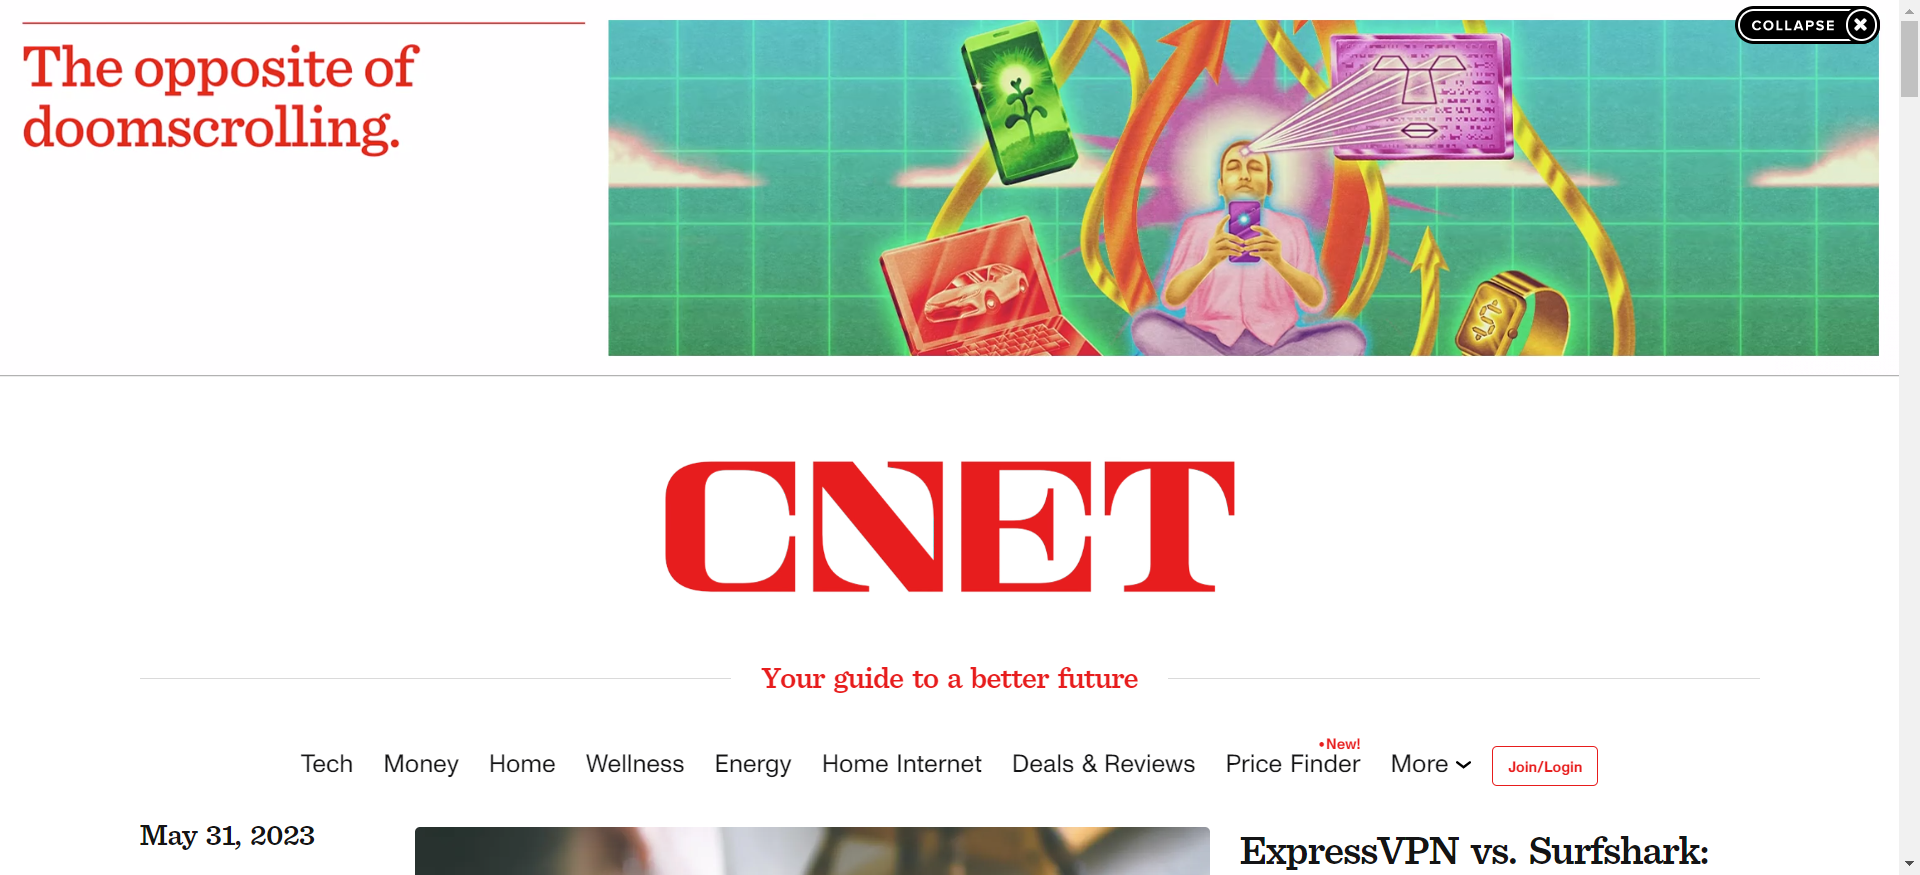 The opposite of
doomscrolling.
COLLAPSE
CNET
Your guide to a better future
Tech Money Home Wellness Energy Home Internet Deals & Reviews Price Finder •New! More Join/Login
May 31, 2023
ExpressVPN vs. Surfshark: